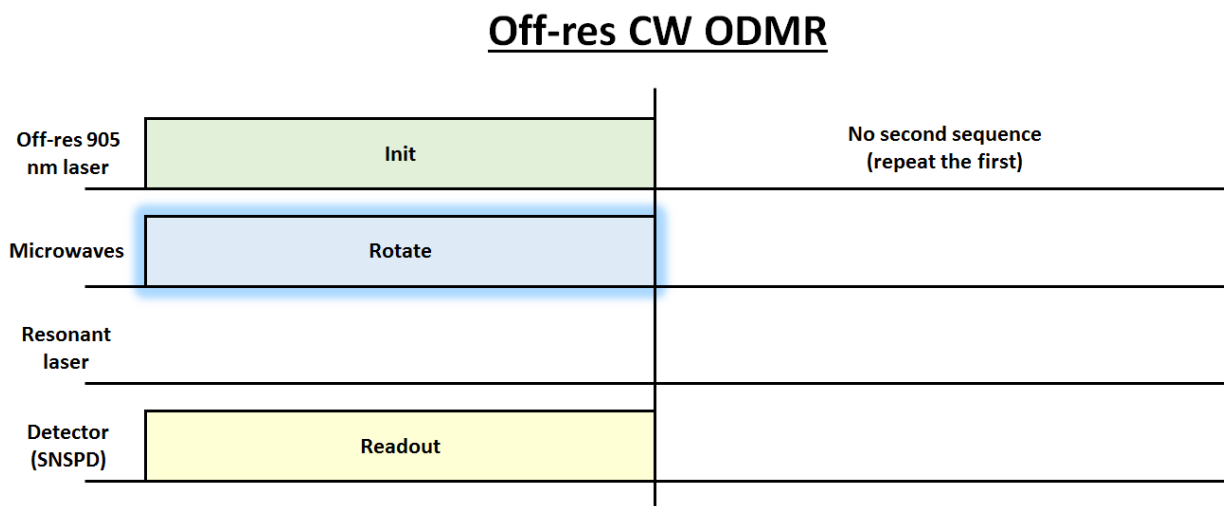 Off-res CW ODMR
Off-res 905
nm laser
Init
No second sequence
(repeat the first)
Microwaves
Rotate
Resonant
laser
Detector
(SNSPD)
Readout